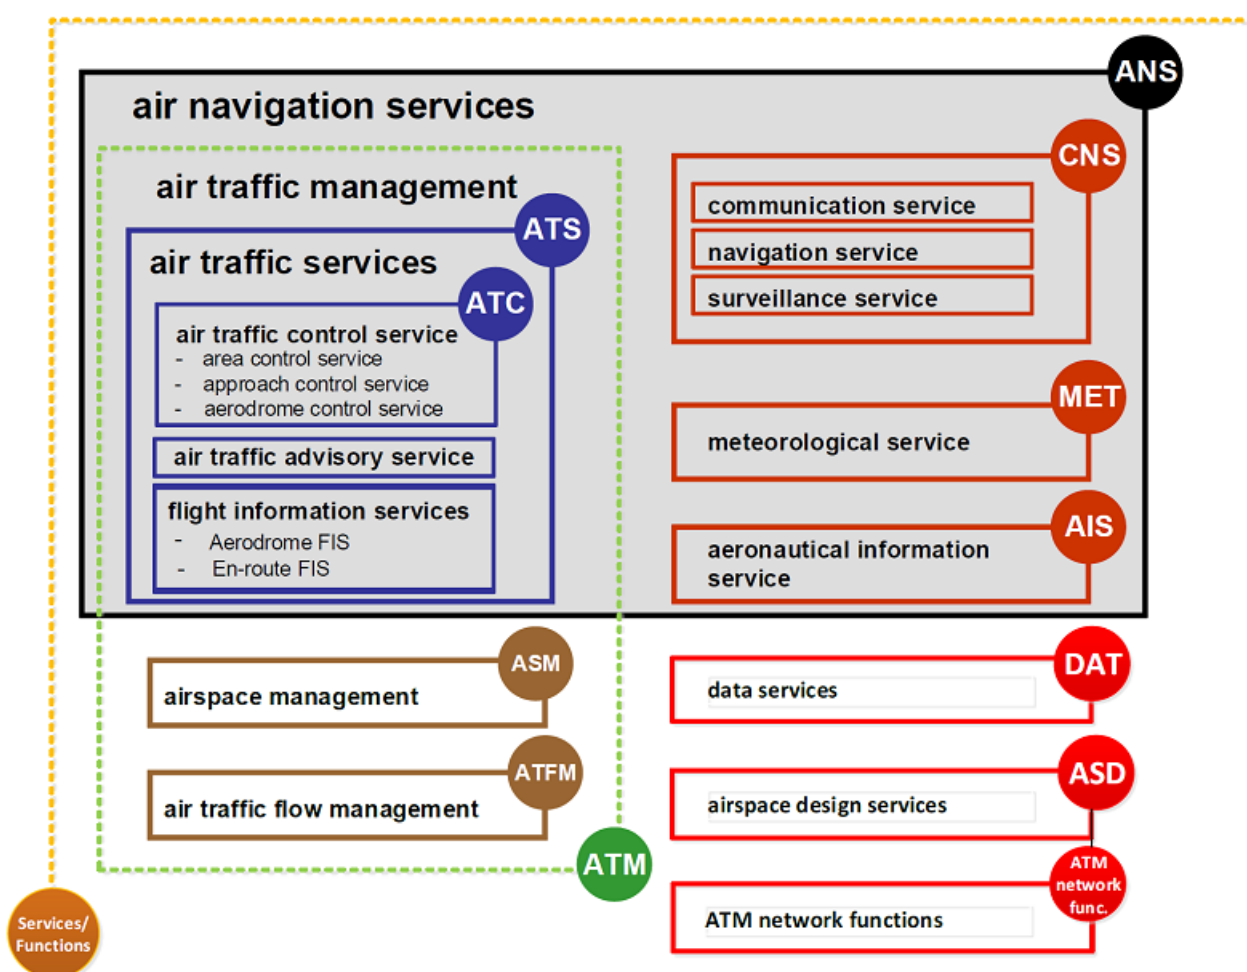 ANS
air navigation services
air traffic management
ATS
air traffic services
ATC
air traffic control service
- area control service
- approach control service
- aerodrome control service
air traffic advisory service
flight information services
- Aerodrome FIS
- En-route FIS
CNS
communication service
navigation service
surveillance service
MET
meteorological service
AIS
aeronautical information
service
ASM
airspace management
ATFM
air traffic flow management
ATM
DAT
data services
ASD
airspace design services
ATM
network
func.
ATM network functions
Services/
Functions